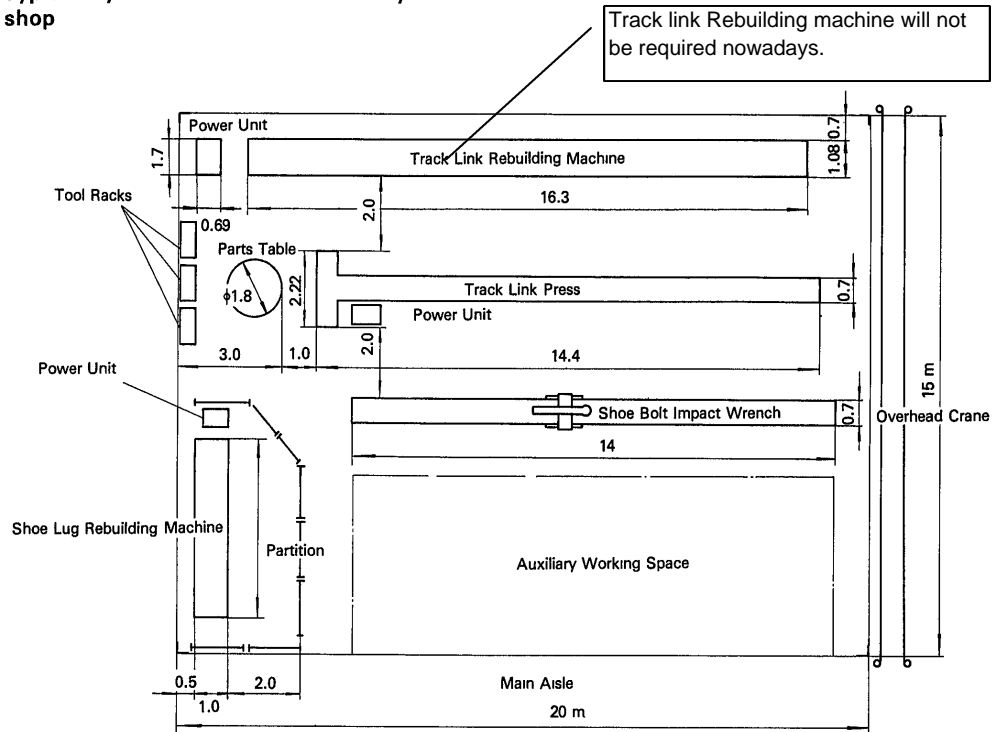 shop
Track link Rebuilding machine will not
be required nowadays.
Power Unit
1.7
Track Link Rebuilding Machine
0.7
1.08
16.3
Tool Racks
0.69
2.0
Parts Table
ϕ1.8
2.22
Track Link Press
0.7
Power Unit
3.0
1.0
2.0
14.4
15 m
Power Unit
Shoe Bolt Impact Wrench
0.7
Overhead Crane
14
Shoe Lug Rebuilding Machine
Partition
Auxiliary Working Space
0.5
1.0
2.0
Main Aisle
20 m